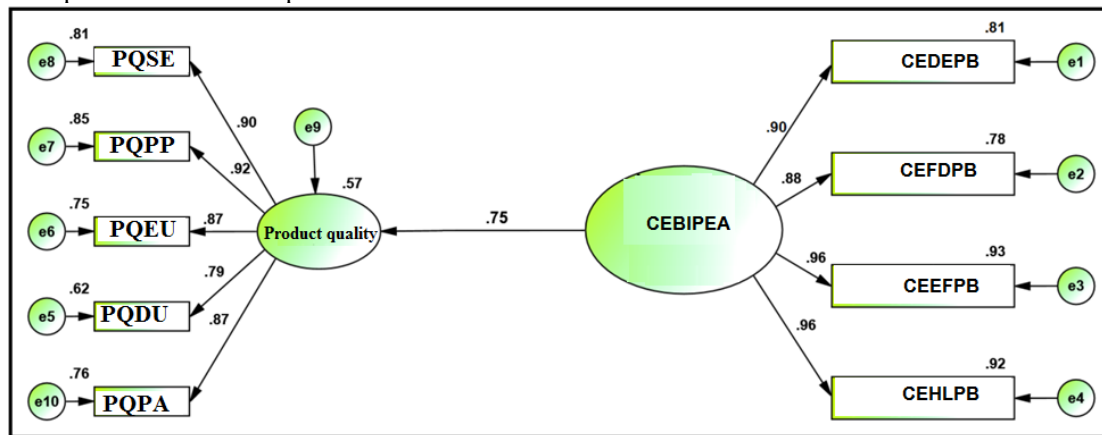 .81
e8
PQSE
.90
.85
e7
PQPP
.92
e9
.57
.75
e6
PQEU
.87
Product quality
.75
.79
.62
e5
PQDU
.87
.76
e10
PQPA
CEBIPEA
.81
CEDEPB
e1
.90
.78
CEFDPB
e2
.88
.93
CEEFPB
e3
.96
.96
.92
CEHLPB
e4